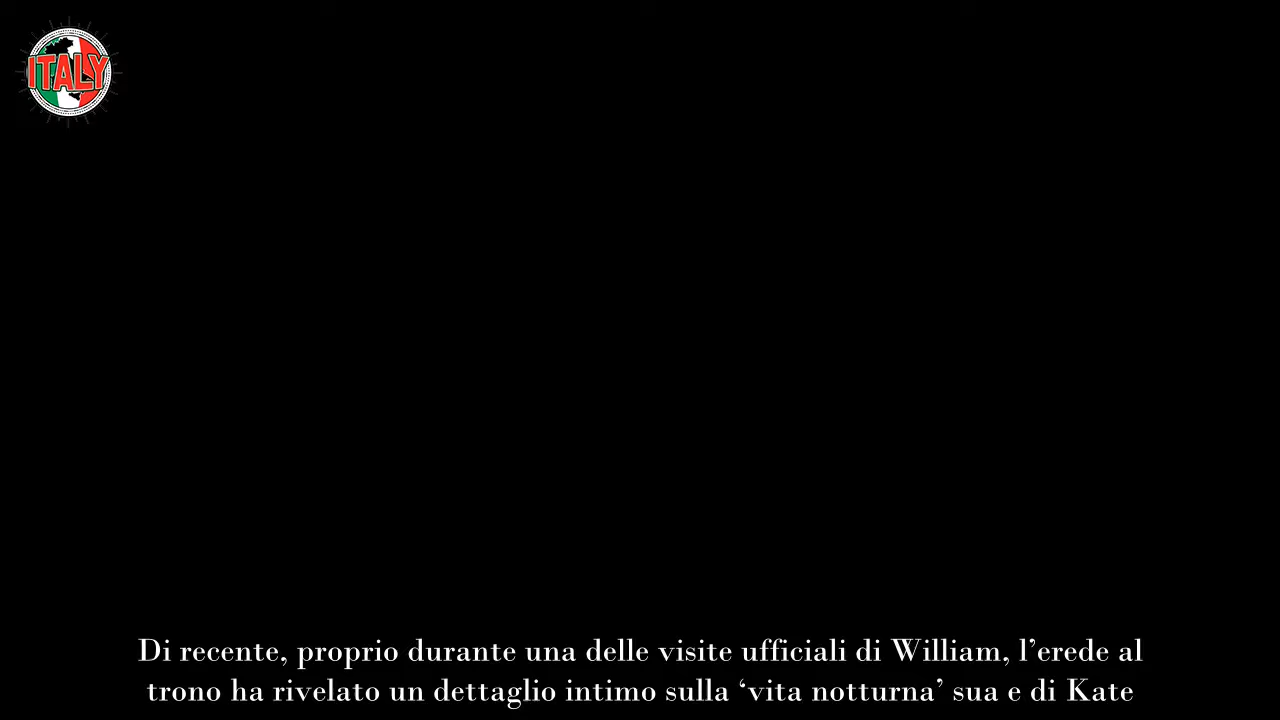 ITALY
Di recente, proprio durante una delle visite ufficiali di William, l’erede al
trono ha rivelato un dettaglio intimo sulla ‘vita notturna’ sua e di Kate